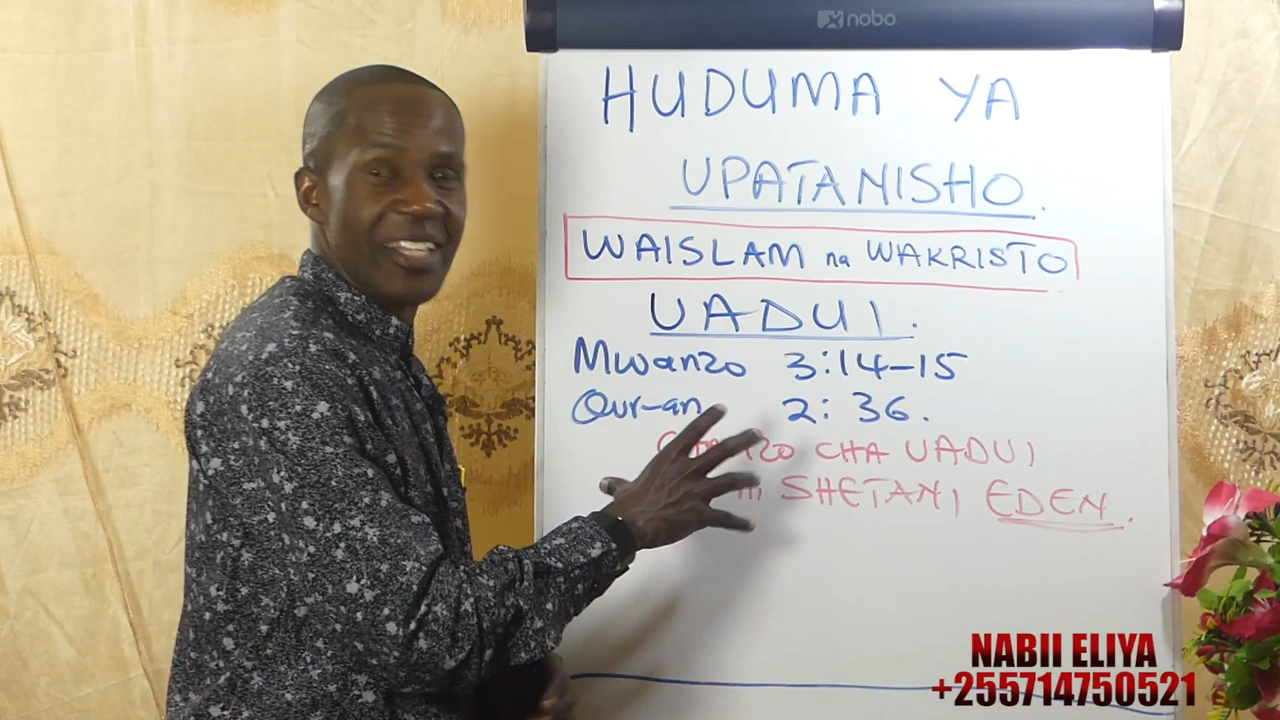 nobo
HUDUMA YA
UPATANISHO.
WAISLAM na WAKRISTO
UADUI.
Mwanzo 3:14-15
Qur-an 2: 36.
CHA UADUI
SHETANI EDEN.
NABII ELIYA
+255714750521